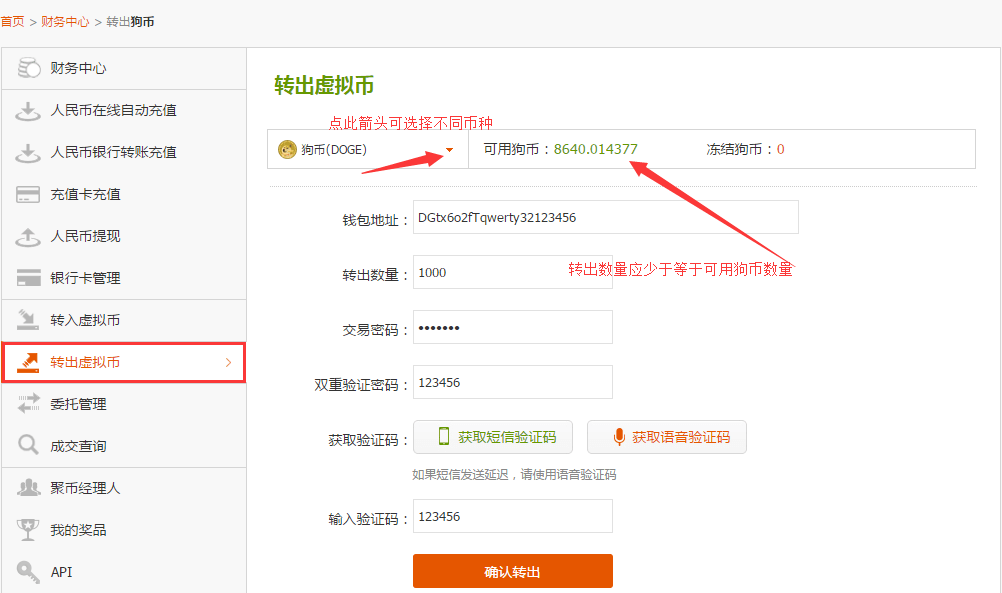 首页 > 财务中心 > 转出狗币
财务中心
人民币在线自动充值
人民币银行转账充值
充值卡充值
人民币提现
银行卡管理
转入虚拟币
转出虚拟币
委托管理
成交查询
聚币经理人
我的奖品
API
转出虚拟币
点此箭头可选择不同币种
狗币(DOGE) 可用狗币：8640.014377 冻结狗币：0
钱包地址： DGtx6o2fTqwerty32123456
转出数量： 1000 转出数量应少于等于可用狗币数量
交易密码： •••••••
双重验证密码： 123456
获取验证码： 获取短信验证码 获取语音验证码
如果短信发送延迟，请使用语音验证码
输入验证码： 123456
确认转出